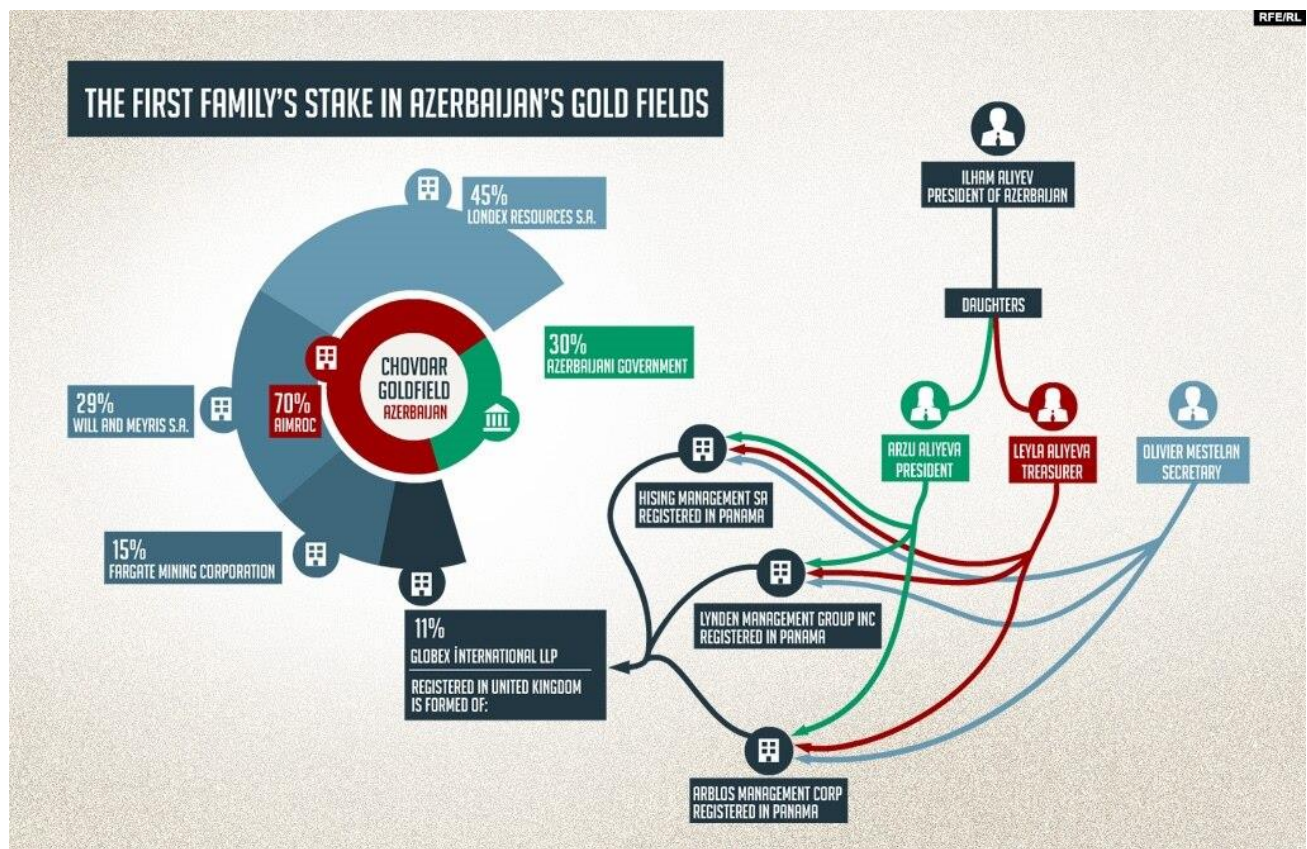 RFE/RL
THE FIRST FAMILY'S STAKE IN AZERBAIJAN'S GOLD FIELDS
45%
LONDEX RESOURCES S.A.
29%
WILL AND MEYRIS S.A.
70%
AIMROC
CHOVDAR
GOLDFIELD
AZERBAIJAN
30%
AZERBAIJANI GOVERNMENT
15%
FARGATE MINING CORPORATION
11%
GLOBEX İNTERNATIONAL LLP
REGISTERED IN UNITED KINGDOM
IS FORMED OF:
ILHAM ALIYEV
PRESIDENT OF AZERBAIJAN
DAUGHTERS
ARZU ALIYEVA
PRESIDENT
LEYLA ALIYEVA
TREASURER
OLIVIER MESTELAN
SECRETARY
HISING MANAGEMENT SA
REGISTERED IN PANAMA
LYNDEN MANAGEMENT GROUP INC
REGISTERED IN PANAMA
ARBLOS MANAGEMENT CORP
REGISTERED IN PANAMA